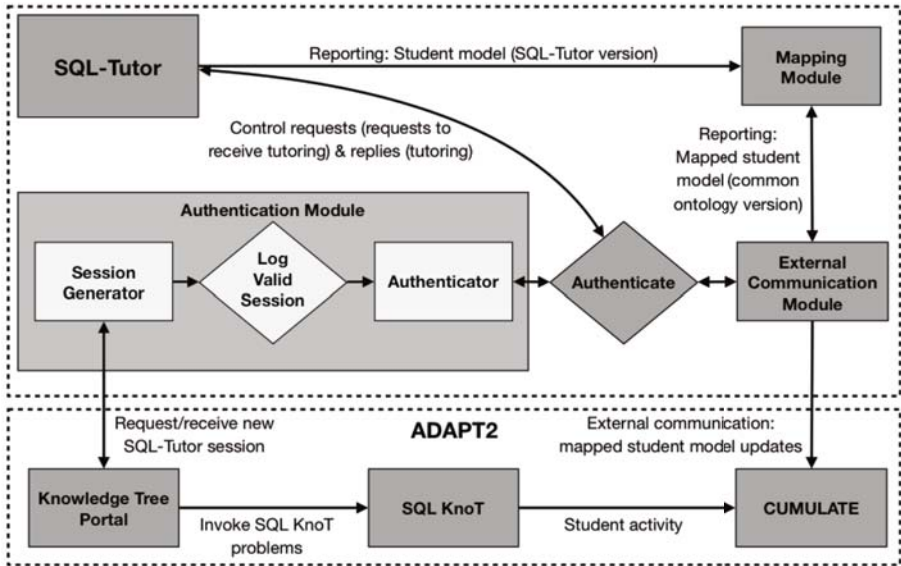 SQL-Tutor
Reporting: Student model (SQL-Tutor version)
Mapping
Module
Control requests (requests to
receive tutoring) & replies (tutoring)
Reporting:
Mapped student
model (common
ontology version)
Authentication Module
Session
Generator
Log
Valid
Session
Authenticator
Authenticate
External
Communication
Module
Request/receive new
SQL-Tutor session
ADAPT2
External communication:
mapped student model updates
Knowledge Tree
Portal
Invoke SQL KnoT
problems
SQL KnoT
Student activity
CUMULATE